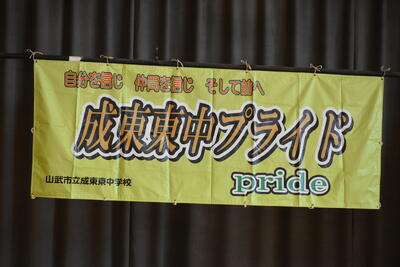 自分を信じ 仲間を信じ そして前へ
成東東中プライド
pride
山武市立成東東中学校